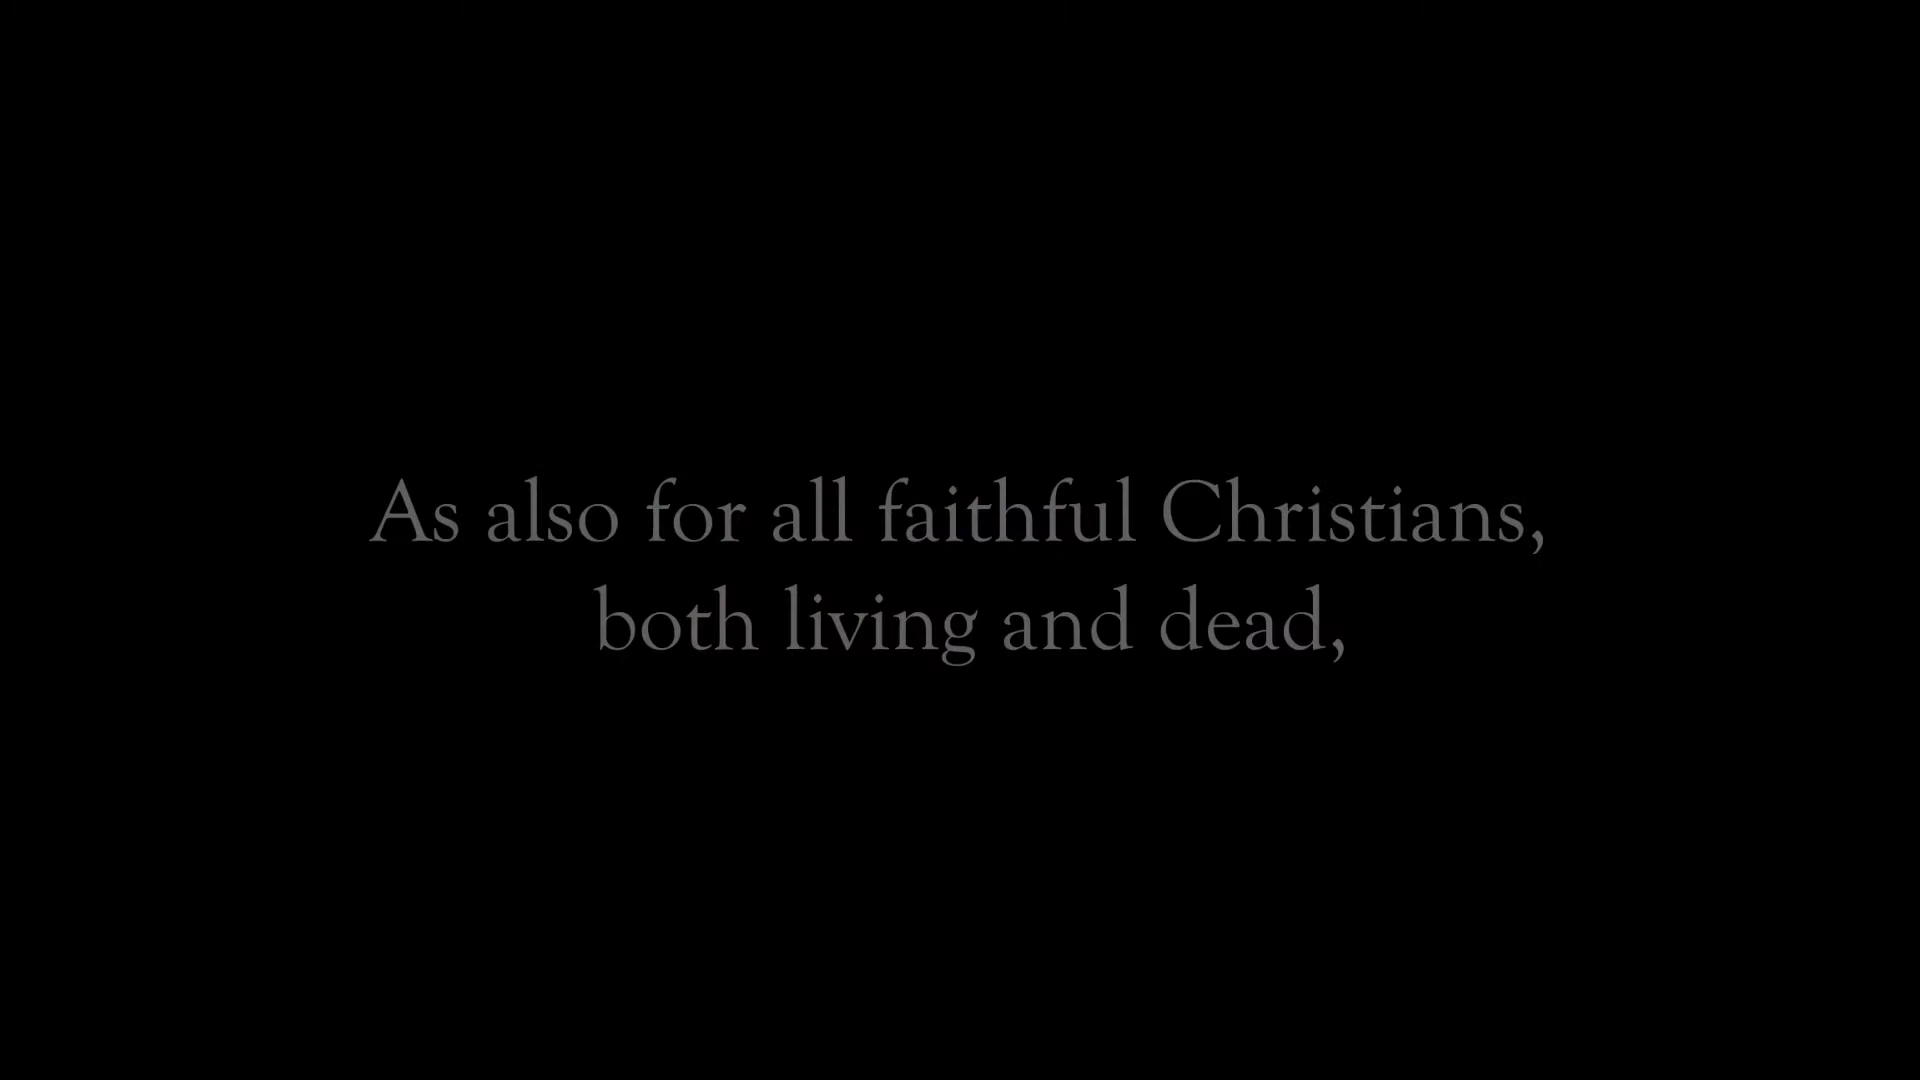 As also for all faithful Christians,
both living and dead,